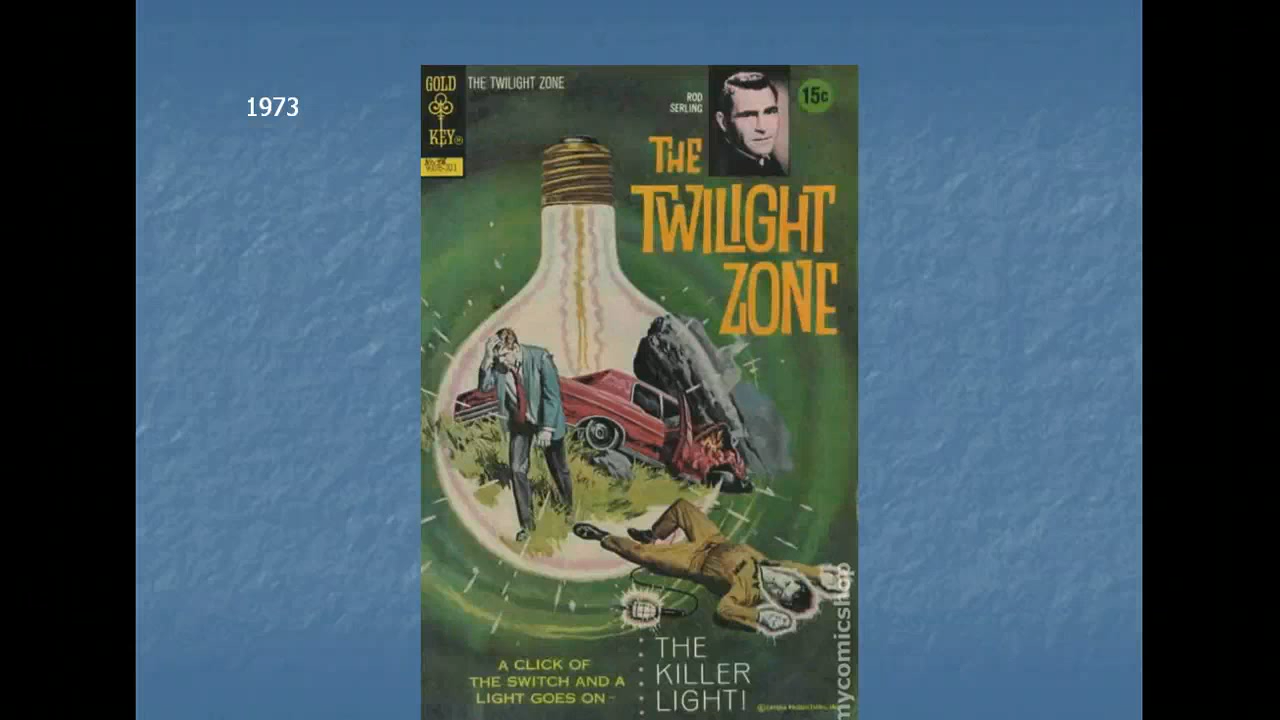 1973
GOLD
KEY
THE TWILIGHT ZONE
ROD
SERLING
15¢
THE
TWILIGHT
ZONE
A CLICK OF
THE SWITCH AND A
LIGHT GOES ON--
THE
KILLER
LIGHT!
mycomicshop